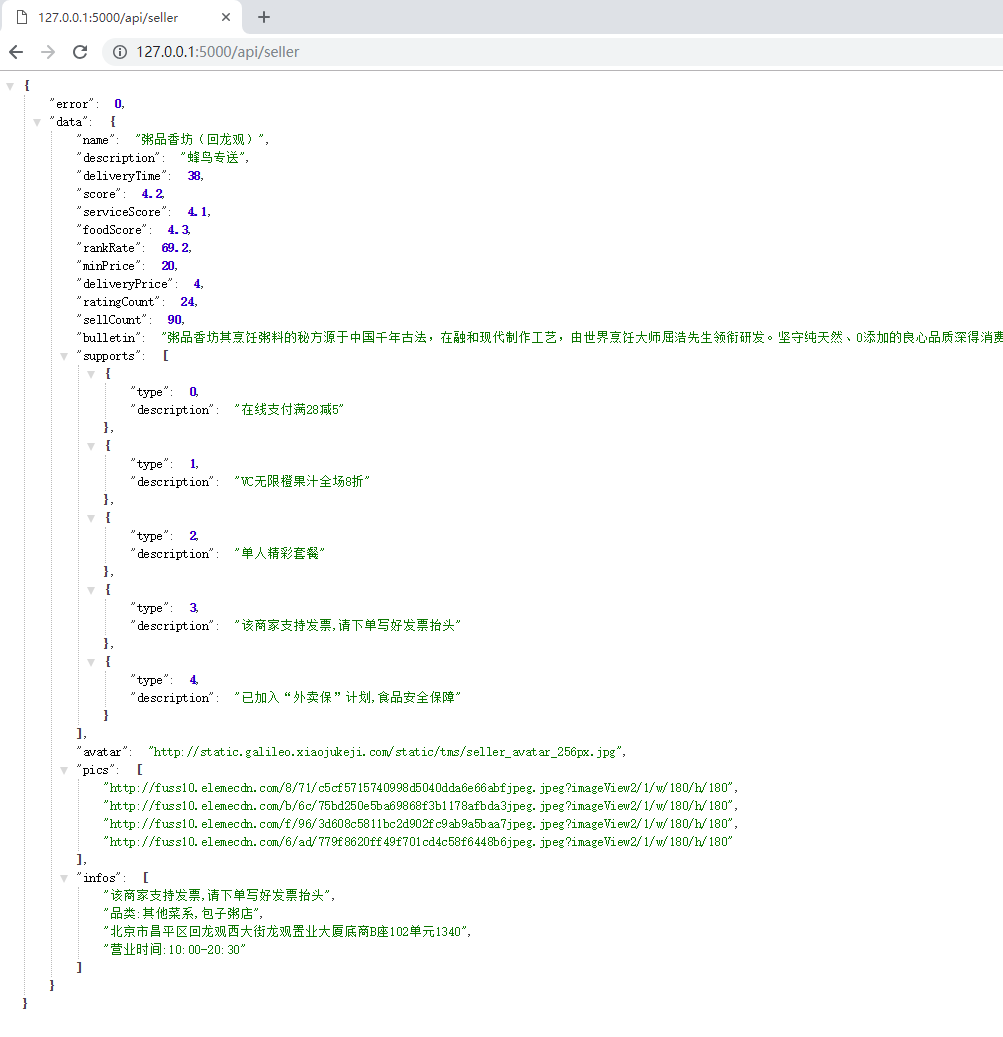 127.0.0.1:5000/api/seller
127.0.0.1:5000/api/seller
{
"error": 0,
"data": {
"name": "粥品香坊（回龙观）",
"description": "蜂鸟专送",
"deliveryTime": 38,
"score": 4.2,
"serviceScore": 4.1,
"foodScore": 4.3,
"rankRate": 69.2,
"minPrice": 20,
"deliveryPrice": 4,
"ratingCount": 24,
"sellCount": 90,
"bulletin": "粥品香坊其烹饪粥料的秘方源于中国千年古法，在融和现代制作工艺，由世界烹饪大师屈浩先生领衔研发。坚守纯天然、0添加的良心品质深得消费
"supports": [
{
"type": 0,
"description": "在线支付满28减5"
},
{
"type": 1,
"description": "VC无限橙果汁全场8折"
},
{
"type": 2,
"description": "单人精彩套餐"
},
{
"type": 3,
"description": "该商家支持发票,请下单写好发票抬头"
},
{
"type": 4,
"description": "已加入“外卖保”计划,食品安全保障"
}
],
"avatar": "http://static.galileo.xiaojukeji.com/static/tms/seller_avatar_256px.jpg",
"pics": [
"http://fuss10.elemecdn.com/8/71/c5cf5715740998d5040dda6e66abfjpeg.jpeg?imageView2/1/w/180/h/180",
"http://fuss10.elemecdn.com/b/6c/75bd250e5ba69868f3b1178afbda3jpeg.jpeg?imageView2/1/w/180/h/180",
"http://fuss10.elemecdn.com/f/96/3d608c5811bc2d902fc9ab9a5baa7jpeg.jpeg?imageView2/1/w/180/h/180",
"http://fuss10.elemecdn.com/6/ad/779f8620ff49f701cd4c58f6448b6jpeg.jpeg?imageView2/1/w/180/h/180"
],
"infos": [
"该商家支持发票,请下单写好发票抬头",
"品类:其他菜系,包子粥店",
"北京市昌平区回龙观西大街龙观置业大厦底商B座102单元1340",
"营业时间:10:00-20:30"
]
}
}